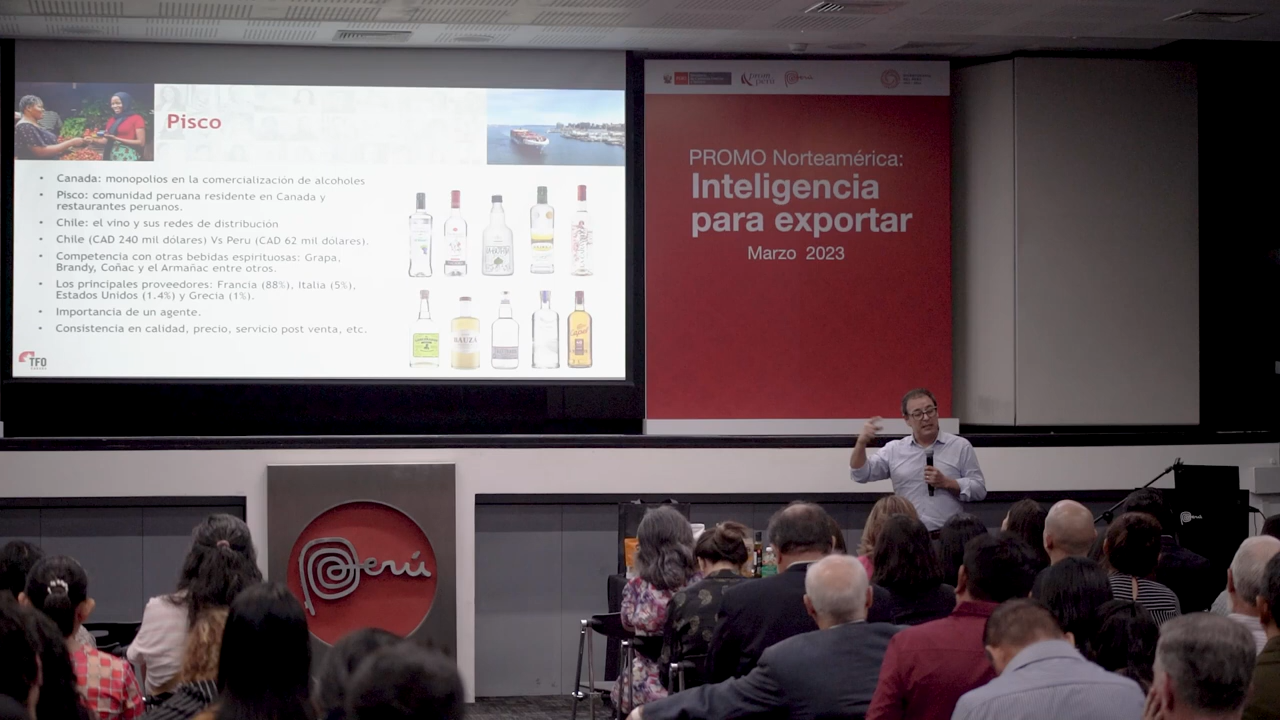 Pisco
• Canada: monopolios en la comercialización de alcoholes
• Pisco: comunidad peruana residente en Canada y
restaurantes peruanos.
• Chile: el vino y sus redes de distribución
• Chile (CAD 240 mil dólares) Vs Peru (CAD 62 mil dólares).
• Competencia con otras bebidas espirituosas: Grapa,
Brandy, Coñac y el Armañac entre otros.
• Los principales proveedores: Francia (88%), Italia (5%),
Estados Unidos (1.4%) y Grecia (1%).
• Importancia de un agente.
• Consistencia en calidad, precio, servicio post venta, etc.
TFO
BAUZA
PROMO Norteamérica:
Inteligencia
para exportar
Marzo 2023
Perú